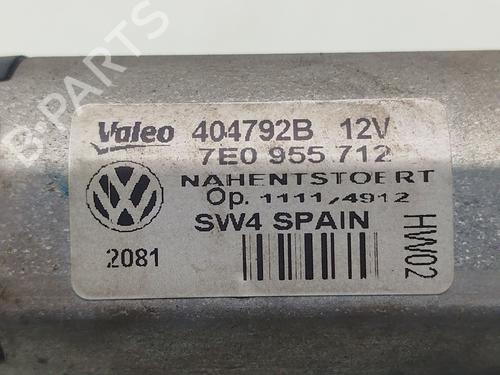 B-PARTS
Valeo 404792B 12V
7E0 955 712
NAHENTSTOERT
Op. 1111,4912
SW4 SPAIN
2081
HW02